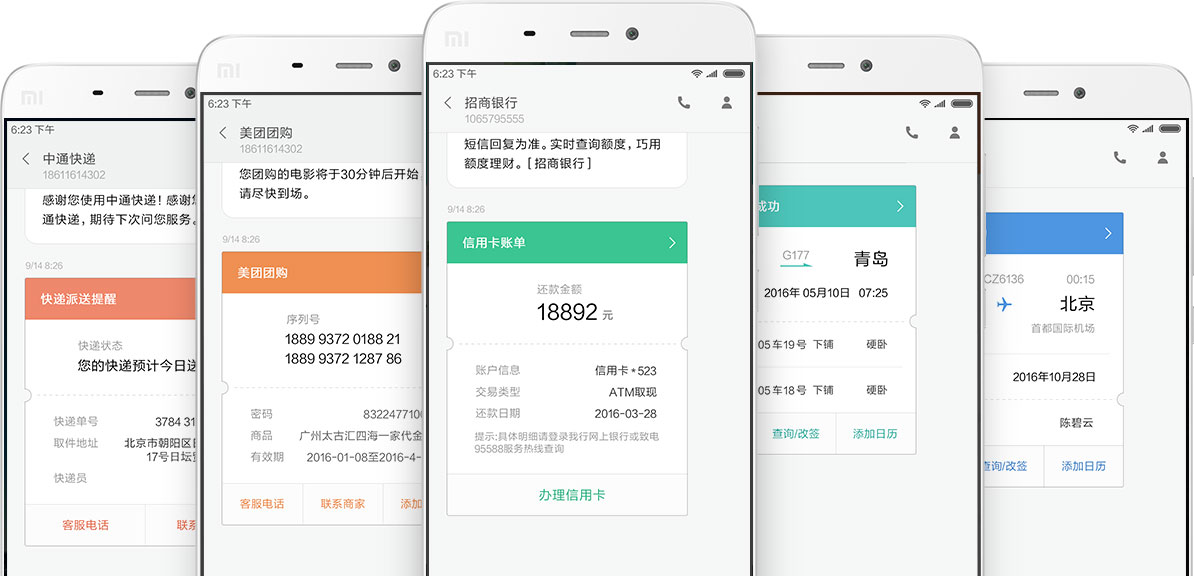 mi
6:23 下午
中通快递
18611614302
感谢您使用中通快递！感谢您
通快递，期待下次问您服务。
9/14 8:26
快递派送提醒
快递状态
您的快递预计今日送
快递单号 3784 31
取件地址 北京市朝阳区
17号日坛
快递员
客服电话 联系
mi
6:23 下午
美团团购
18611614302
您团购的电影将于30分钟后开始，
请尽快到场。
9/14 8:26
美团团购
序列号
1889 9372 0188 21
1889 9372 1287 86
密码 832247710
商品 广州太古汇四海一家代金
有效期 2016-01-08至2016-4-
客服电话 联系商家 添加
mi
6:23 下午
招商银行
1065795555
短信回复为准。实时查询额度，巧用
额度理财。[招商银行]
9/14 8:26
信用卡账单
还款金额
18892 元
账户信息 信用卡*523
交易类型 ATM取现
还款日期 2016-03-28
提示:具体明细请登录我行网上银行或致电
95588服务热线查询
办理信用卡
成功
G177 青岛
2016年 05月10日 07:25
05 车19号 下铺 硬卧
05 车18号 下铺 硬卧
查询/改签 添加日历
CZ6136 00:15
北京
首都国际机场
2016年10月28日
陈碧云
查询/改签 添加日历